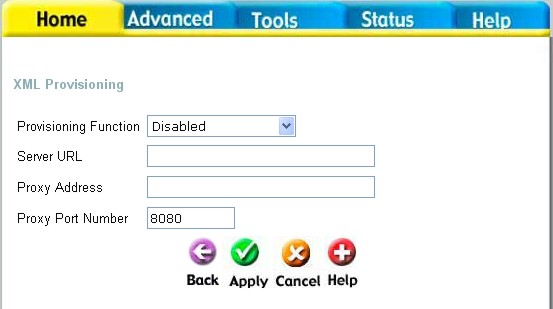 Home Advanced Tools Status Help
XML Provisioning
Provisioning Function Disabled
Server URL
Proxy Address
Proxy Port Number 8080
Back Apply Cancel Help